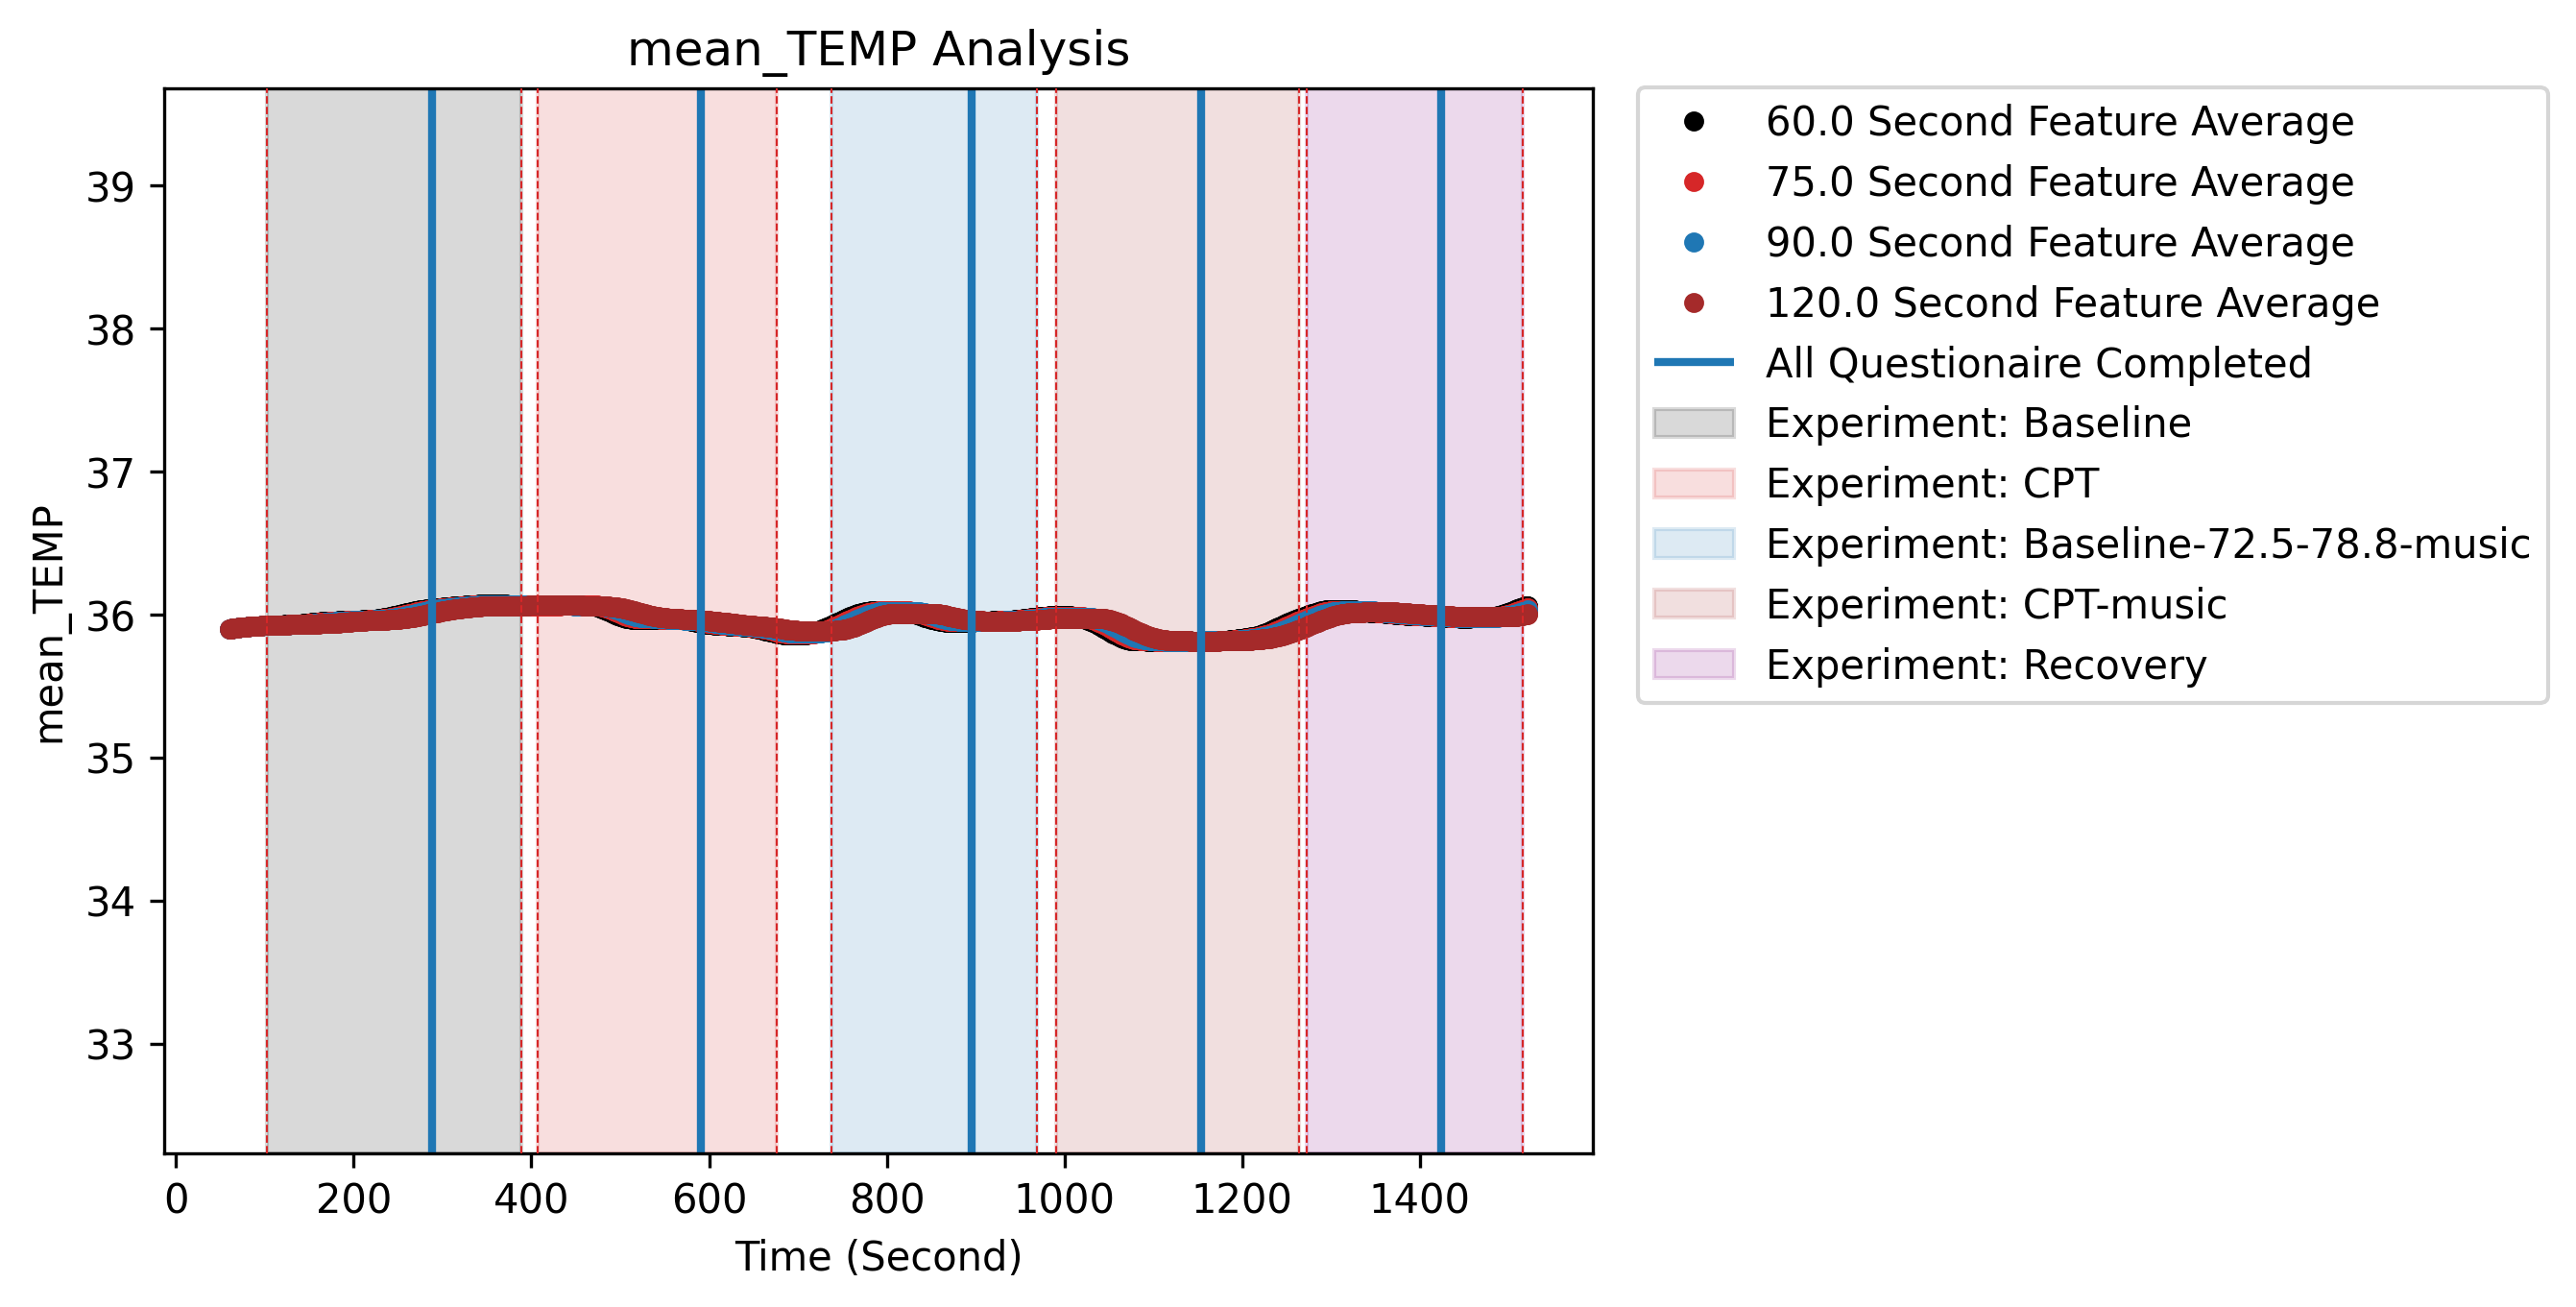 mean_TEMP Analysis
mean_TEMP
39
38
37
36
35
34
33
0 200 400 600 800 1000 1200 1400
Time (Second)
60.0 Second Feature Average
75.0 Second Feature Average
90.0 Second Feature Average
120.0 Second Feature Average
All Questionaire Completed
Experiment: Baseline
Experiment: CPT
Experiment: Baseline-72.5-78.8-music
Experiment: CPT-music
Experiment: Recovery